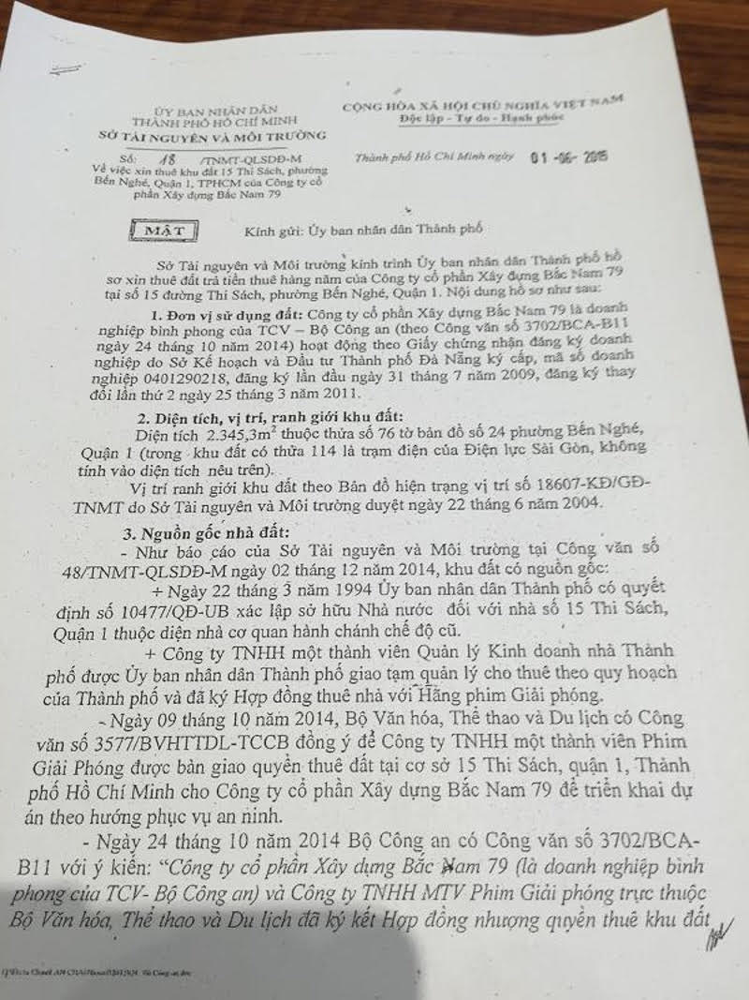 ỦY BAN NHÂN DÂN
THÀNH PHỐ HỒ CHÍ MINH
SỞ TÀI NGUYÊN VÀ MÔI TRƯỜNG
Số: 18 /TNMT-QLSDĐ-M
Về việc xin thuê khu đất 15 Thi Sách, phường
Bến Nghé, Quận 1, TPHCM của Công ty cổ
phần Xây dựng Bắc Nam 79
CỘNG HÒA XÃ HỘI CHỦ NGHĨA VIỆT NAM
Độc lập - Tự do - Hạnh phúc
Thành phố Hồ Chí Minh ngày 01-06-2015
MẬT
Kính gửi: Ủy ban nhân dân Thành phố
Sở Tài nguyên và Môi trường kính trình Ủy ban nhân dân Thành phố hồ
sơ xin thuê đất trả tiền thuê hàng năm của Công ty cổ phần Xây dựng Bắc Nam 79
tại số 15 đường Thi Sách, phường Bến Nghé, Quận 1. Nội dung hồ sơ như sau:
1. Đơn vị sử dụng đất: Công ty cổ phần Xây dựng Bắc Nam 79 là doanh
nghiệp bình phong của TCV – Bộ Công an (theo Công văn số 3702/BCA-B11
ngày 24 tháng 10 năm 2014) hoạt động theo Giấy chứng nhận đăng ký doanh
nghiệp do Sở Kế hoạch và Đầu tư Thành phố Đà Nẵng ký cấp, mã số doanh
nghiệp 0401290218, đăng ký lần đầu ngày 31 tháng 7 năm 2009, đăng ký thay
đổi lần thứ 2 ngày 25 tháng 3 năm 2011.
2. Diện tích, vị trí, ranh giới khu đất:
Diện tích 2.345,3m² thuộc thửa số 76 tờ bản đồ số 24 phường Bến Nghé,
Quận 1 (trong khu đất có thửa 114 là trạm điện của Điện lực Sài Gòn, không
tính vào diện tích nêu trên).
Vị trí ranh giới khu đất theo Bản đồ hiện trạng vị trí số 18607-KĐ/GĐ-
TNMT do Sở Tài nguyên và Môi trường duyệt ngày 22 tháng 6 năm 2004.
3. Nguồn gốc nhà đất:
- Như báo cáo của Sở Tài nguyên và Môi trường tại Công văn số
48/TNMT-QLSDĐ-M ngày 02 tháng 12 năm 2014, khu đất có nguồn gốc:
+ Ngày 22 tháng 3 năm 1994 Ủy ban nhân dân Thành phố có quyết
định số 10477/QĐ-UB xác lập sở hữu Nhà nước đối với nhà số 15 Thi Sách,
Quận 1 thuộc diện nhà cơ quan hành chánh chế độ cũ.
+ Công ty TNHH một thành viên Quản lý Kinh doanh nhà Thành
phố được Ủy ban nhân dân Thành phố giao tạm quản lý cho thuê theo quy hoạch
của Thành phố và đã ký Hợp đồng thuê nhà với Hãng phim Giải phóng.
- Ngày 09 tháng 10 năm 2014, Bộ Văn hóa, Thể thao và Du lịch có Công
văn số 3577/BVHTTDL-TCCB đồng ý để Công ty TNHH một thành viên Phim
Giải Phóng được bàn giao quyền thuê đất tại cơ sở 15 Thi Sách, quận 1, Thành
phố Hồ Chí Minh cho Công ty cổ phần Xây dựng Bắc Nam 79 để triển khai dự
án theo hướng phục vụ an ninh.
- Ngày 24 tháng 10 năm 2014 Bộ Công an có Công văn số 3702/BCA-
B11 với ý kiến: “Công ty cổ phần Xây dựng Bắc Nam 79 (là doanh nghiệp bình
phong của TCV- Bộ Công an) và Công ty TNHH MTV Phim Giải phóng trực thuộc
Bộ Văn hóa, Thể thao và Du lịch đã ký kết Hợp đồng nhượng quyền thuê khu đất